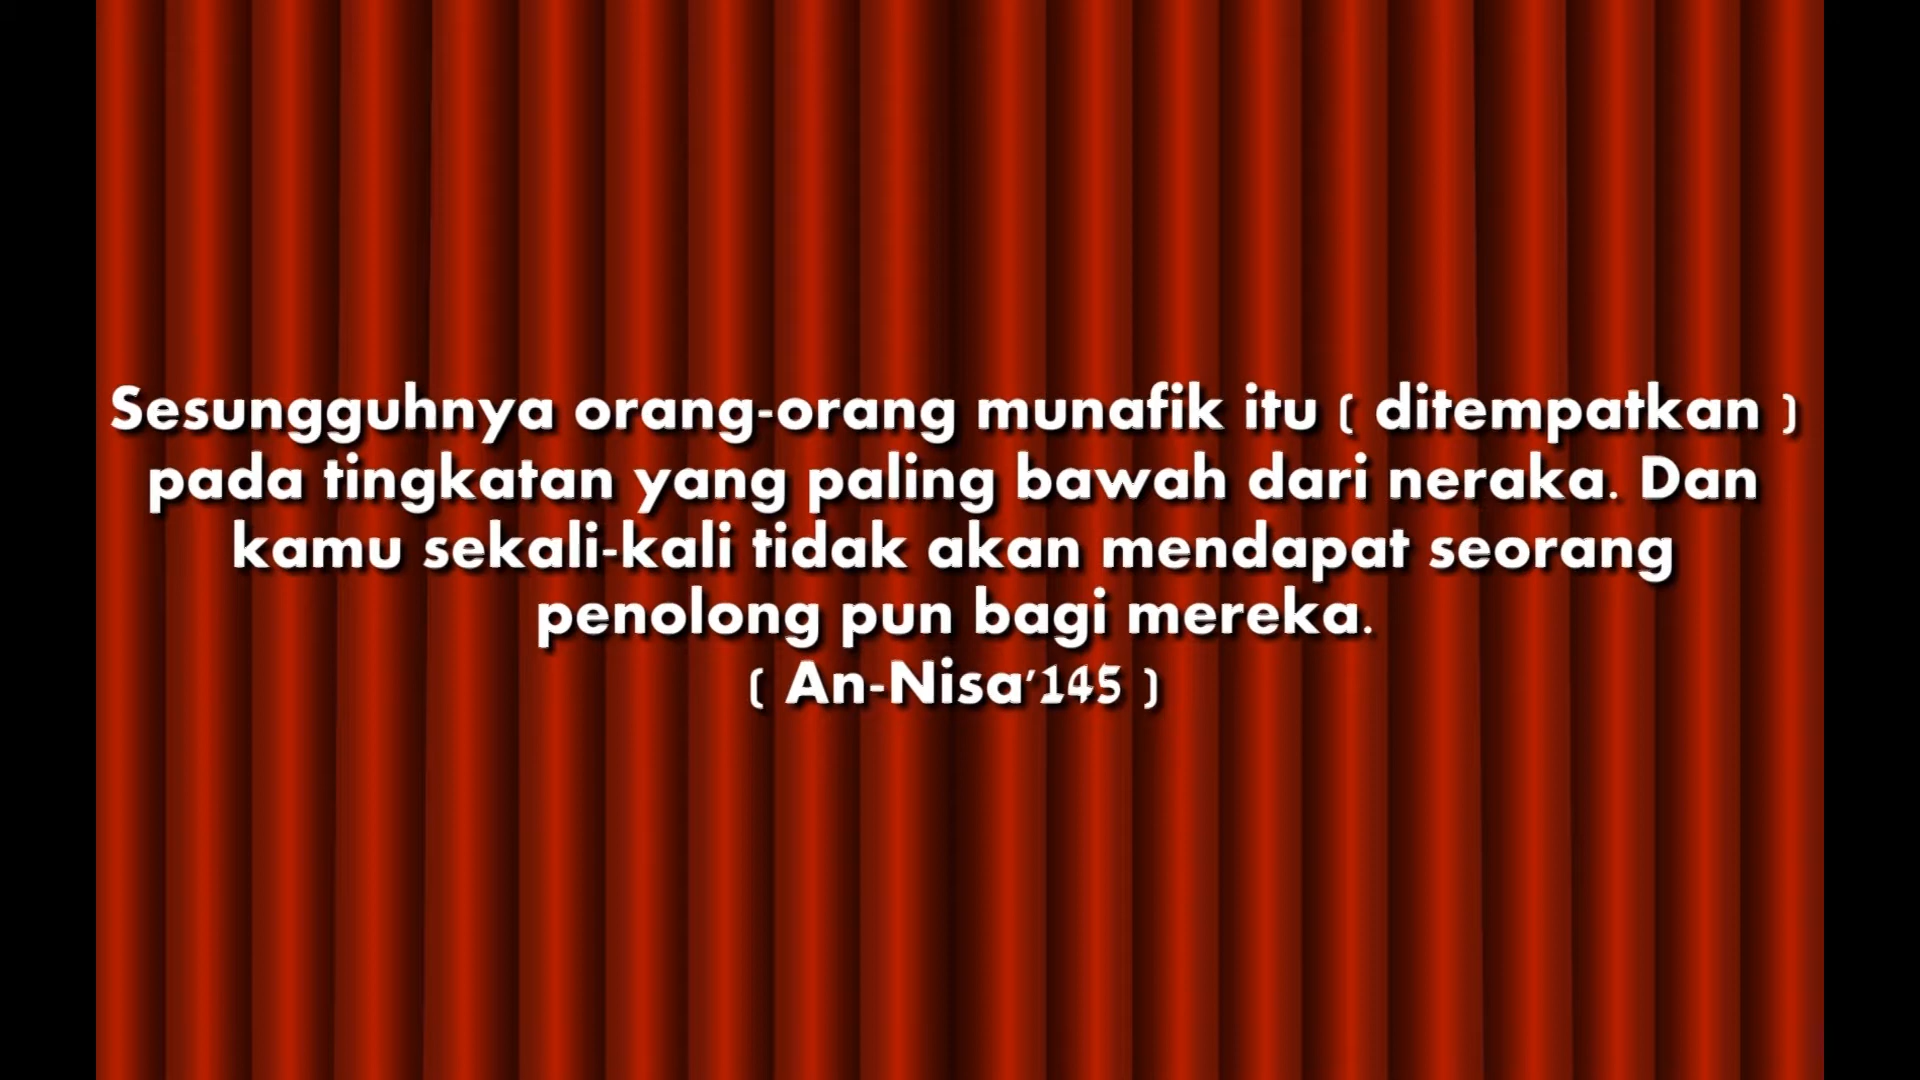 Sesungguhnya orang-orang munafik itu ( ditempatkan )
pada tingkatan yang paling bawah dari neraka. Dan
kamu sekali-kali tidak akan mendapat seorang
penolong pun bagi mereka.
( An-Nisa'145 )